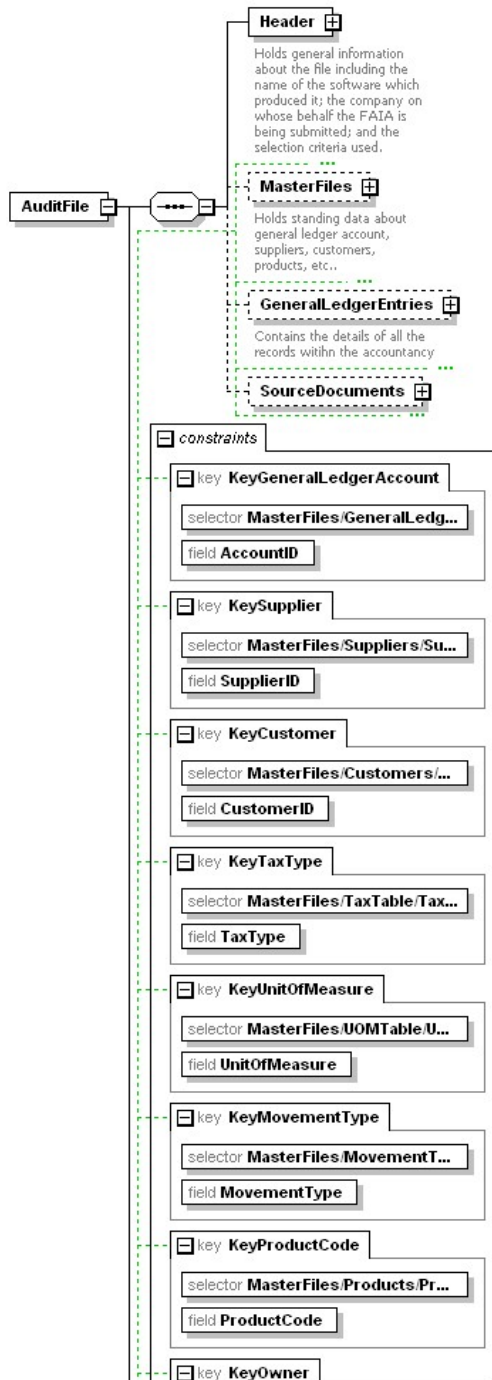 Header
Holds general information
about the file including the
name of the software which
produced it; the company on
whose behalf the FAIA is
being submitted; and the
selection criteria used.
AuditFile
MasterFiles
Holds standing data about
general ledger account,
suppliers, customers,
products, etc..
GeneralLedgerEntries
Contains the details of all the
records witihn the accountancy
SourceDocuments
constraints
key KeyGeneralLedgerAccount
selector MasterFiles/GeneralLedg...
field AccountID
key KeySupplier
selector MasterFiles/Suppliers/Su...
field SupplierID
key KeyCustomer
selector MasterFiles/Customers/...
field CustomerID
key KeyTaxType
selector MasterFiles/TaxTable/Tax...
field TaxType
key KeyUnitOfMeasure
selector MasterFiles/UOMTable/U...
field UnitOfMeasure
key KeyMovementType
selector MasterFiles/MovementT...
field MovementType
key KeyProductCode
selector MasterFiles/Products/Pr...
field ProductCode
key KeyOwner